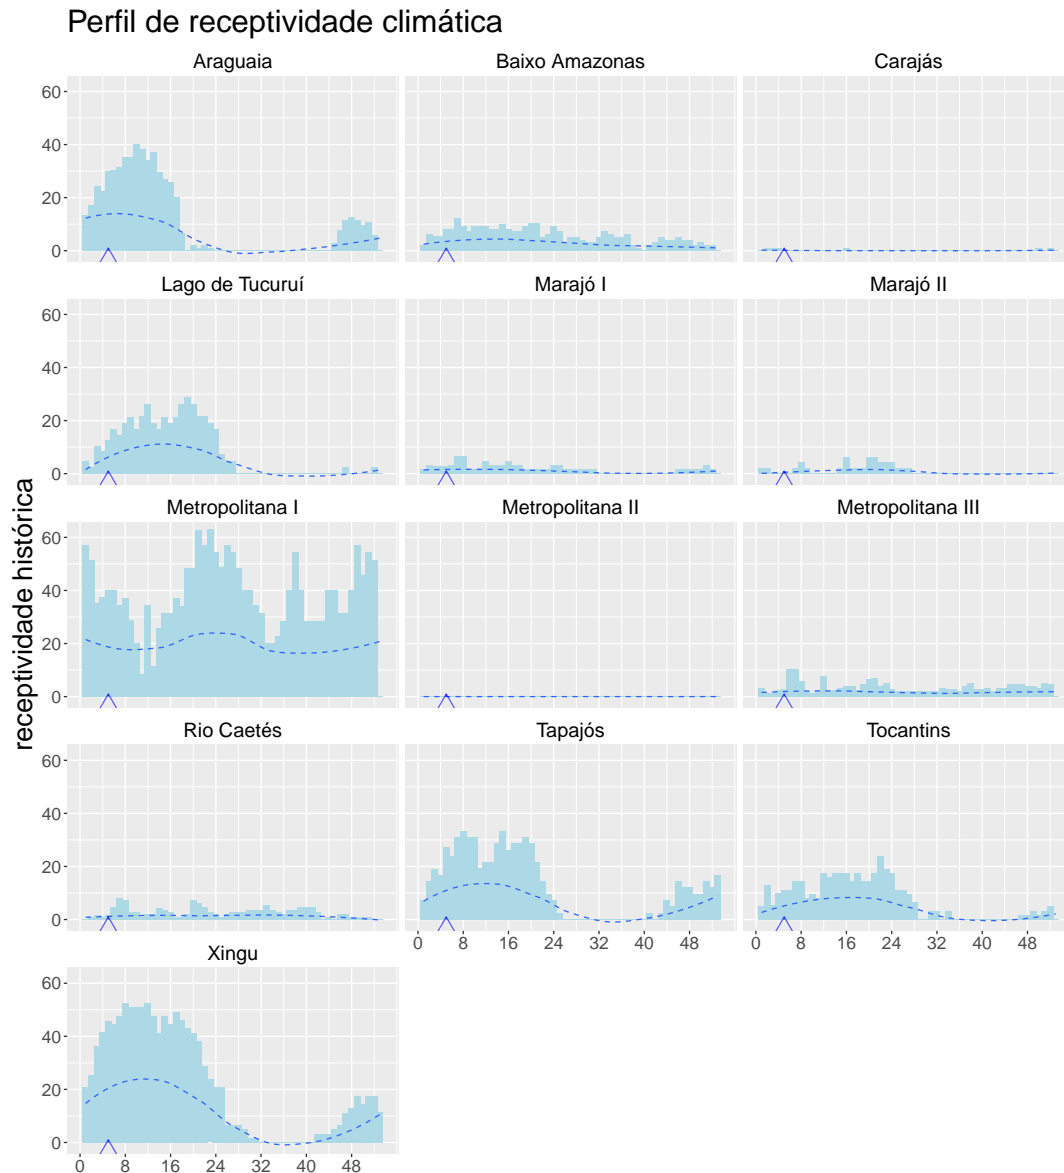 Perfil de receptividade climática
Araguaia
Baixo Amazonas
Carajás
60
40
20
0
Lago de Tucuruí
Marajó I
Marajó II
60
40
20
0
receptividade histórica
Metropolitana I
Metropolitana II
Metropolitana III
60
40
20
0
Rio Caetés
Tapajós
Tocantins
60
40
20
0
0 8 16 24 32 40 48
0 8 16 24 32 40 48
Xingu
60
40
20
0
0 8 16 24 32 40 48